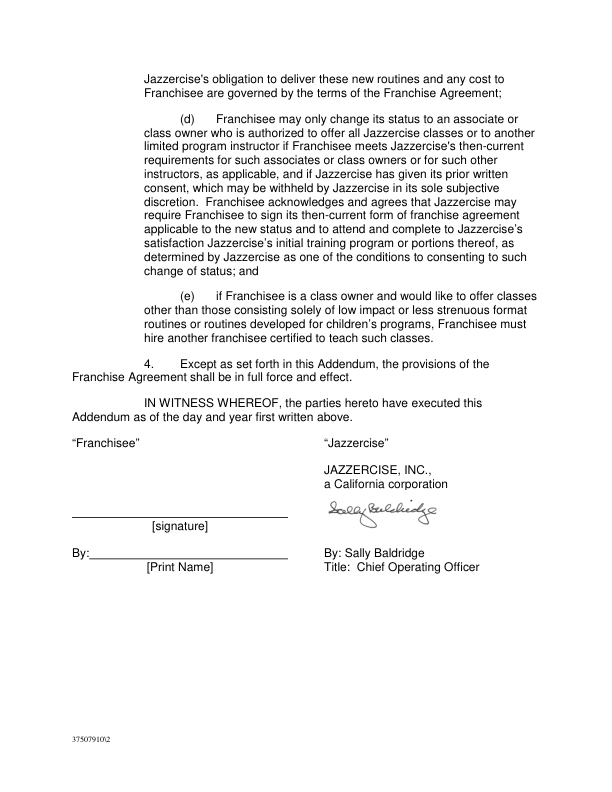 Jazzercise's obligation to deliver these new routines and any cost to
Franchisee are governed by the terms of the Franchise Agreement;
(d) Franchisee may only change its status to an associate or
class owner who is authorized to offer all Jazzercise classes or to another
limited program instructor if Franchisee meets Jazzercise's then-current
requirements for such associates or class owners or for such other
instructors, as applicable, and if Jazzercise has given its prior written
consent, which may be withheld by Jazzercise in its sole subjective
discretion. Franchisee acknowledges and agrees that Jazzercise may
require Franchisee to sign its then-current form of franchise agreement
applicable to the new status and to attend and complete to Jazzercise’s
satisfaction Jazzercise’s initial training program or portions thereof, as
determined by Jazzercise as one of the conditions to consenting to such
change of status; and
(e) if Franchisee is a class owner and would like to offer classes
other than those consisting solely of low impact or less strenuous format
routines or routines developed for children’s programs, Franchisee must
hire another franchisee certified to teach such classes.
4. Except as set forth in this Addendum, the provisions of the
Franchise Agreement shall be in full force and effect.
IN WITNESS WHEREOF, the parties hereto have executed this
Addendum as of the day and year first written above.
“Franchisee” “Jazzercise”
JAZZERCISE, INC.,
a California corporation
Sally Baldridge
[signature]
By: By: Sally Baldridge
[Print Name] Title: Chief Operating Officer
37507910\2